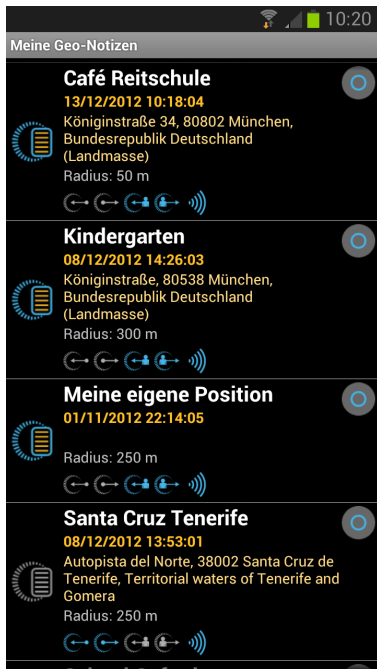 10:20
Meine Geo-Notizen
Café Reitschule
13/12/2012 10:18:04
Königinstraße 34, 80802 München,
Bundesrepublik Deutschland
(Landmasse)
Radius: 50 m
Kindergarten
08/12/2012 14:26:03
Königinstraße, 80538 München,
Bundesrepublik Deutschland
(Landmasse)
Radius: 300 m
Meine eigene Position
01/11/2012 22:14:05
Radius: 250 m
Santa Cruz Tenerife
08/12/2012 13:53:01
Autopista del Norte, 38002 Santa Cruz de
Tenerife, Territorial waters of Tenerife and
Gomera
Radius: 250 m